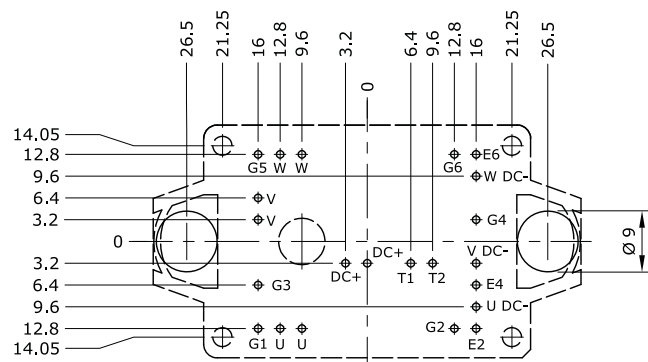 26.5 21.25 16 12.8 9.6 3.2 0 6.4 9.6 12.8 16 21.25 26.5
14.05
12.8
G5 W W G6 E6
9.6
W DC-
6.4
V
3.2
V G4
0
Ø 9
DC+ V DC-
3.2
DC+ T1 T2
6.4
G3 E4
9.6
U DC-
12.8
G1 U U G2 E2
14.05